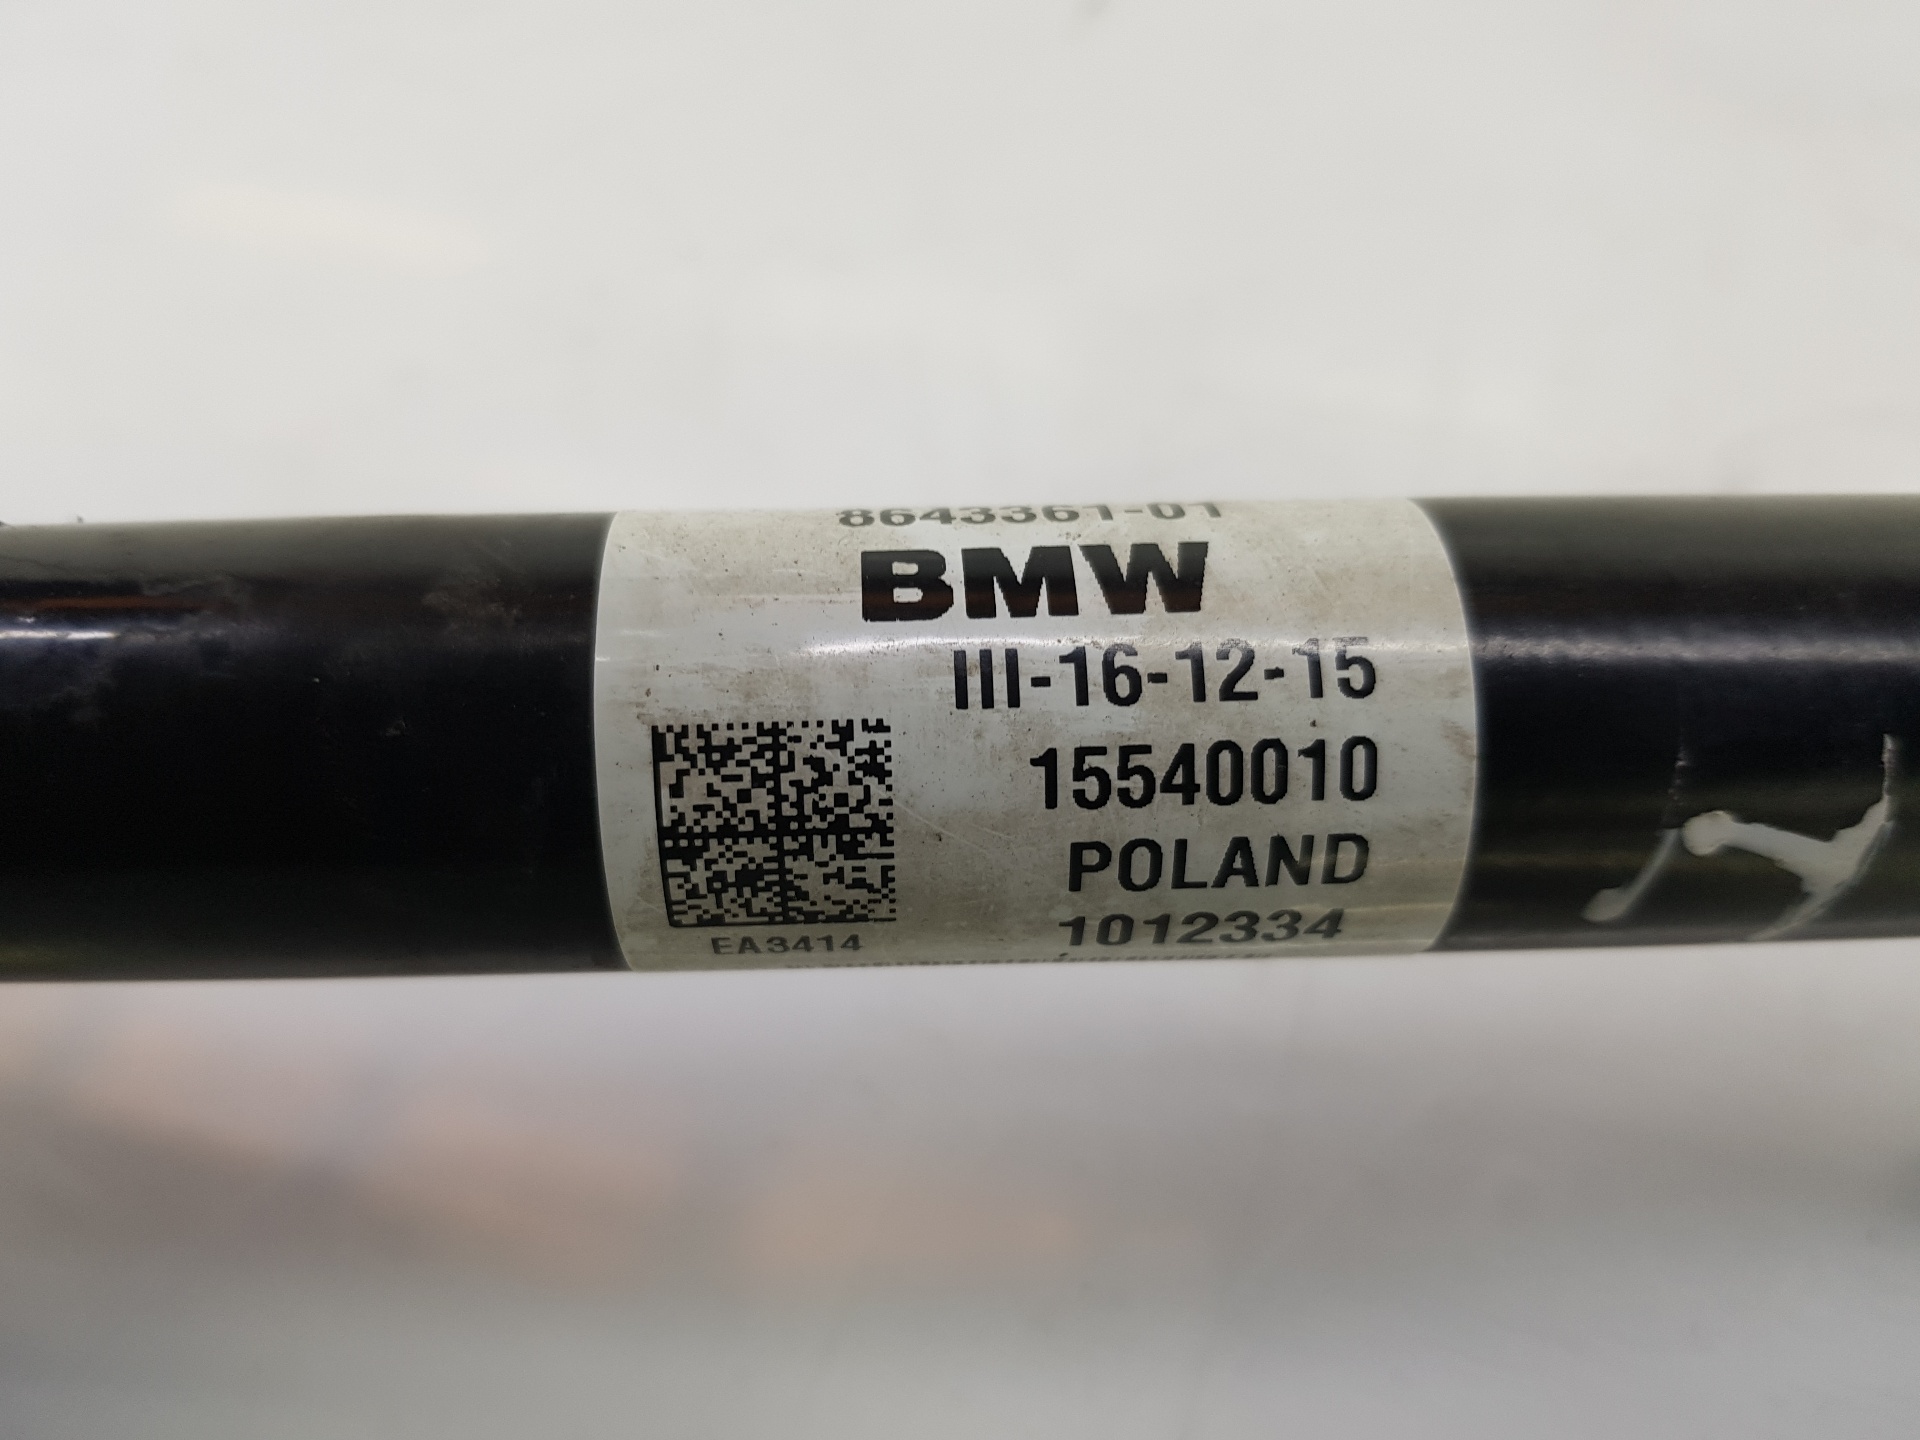 8643361-01
BMW
III-16-12-15
15540010
POLAND
1012334
EA3414